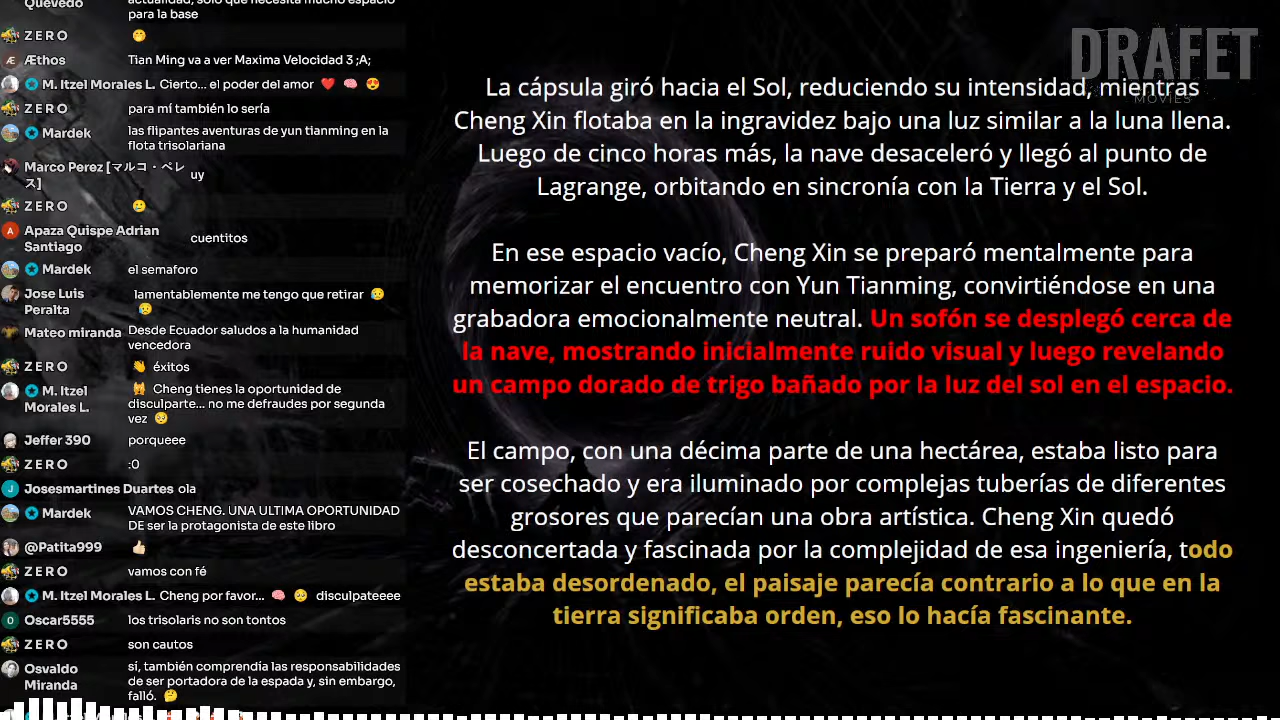 Quevedo
actualidad, solo que necesita mucho espacio
para la base
Z E R O
Æthos Tian Ming va a ver Maxima Velocidad 3 ;A;
M. Itzel Morales L. Cierto... el poder del amor ❤️ 🧠 😍
Z E R O para mí también lo sería
Mardek las flipantes aventuras de yun tianming en la
flota trisolariana
Marco Perez [マルコ・ペレ
ス] uy
Z E R O 🥲
Apaza Quispe Adrian
Santiago cuentitos
Mardek el semaforo
Jose Luis
Peralta lamentablemente me tengo que retirar 😥
😥
Mateo miranda Desde Ecuador saludos a la humanidad
vencedora
Z E R O 👋 éxitos
M. Itzel
Morales L. 🙀 Cheng tienes la oportunidad de
disculparte... no me defraudes por segunda
vez 🥺
Jeffer 390 porqueee
Z E R O :0
Josesmartines Duartes ola
Mardek VAMOS CHENG. UNA ULTIMA OPORTUNIDAD
DE ser la protagonista de este libro
@Patita999 👍🏻
Z E R O vamos con fé
M. Itzel Morales L. Cheng por favor... 🧠 🥺 disculpateeee
Oscar5555 los trisolaris no son tontos
Z E R O son cautos
Osvaldo
Miranda sí, también comprendía las responsabilidades
de ser portadora de la espada y, sin embargo,
falló. 🤔
DRAFET
MOVIES
La cápsula giró hacia el Sol, reduciendo su intensidad, mientras
Cheng Xin flotaba en la ingravidez bajo una luz similar a la luna llena.
Luego de cinco horas más, la nave desaceleró y llegó al punto de
Lagrange, orbitando en sincronía con la Tierra y el Sol.
En ese espacio vacío, Cheng Xin se preparó mentalmente para
memorizar el encuentro con Yun Tianming, convirtiéndose en una
grabadora emocionalmente neutral. Un sofón se desplegó cerca de
la nave, mostrando inicialmente ruido visual y luego revelando
un campo dorado de trigo bañado por la luz del sol en el espacio.
El campo, con una décima parte de una hectárea, estaba listo para
ser cosechado y era iluminado por complejas tuberías de diferentes
grosores que parecían una obra artística. Cheng Xin quedó
desconcertada y fascinada por la complejidad de esa ingeniería, todo
estaba desordenado, el paisaje parecía contrario a lo que en la
tierra significaba orden, eso lo hacía fascinante.